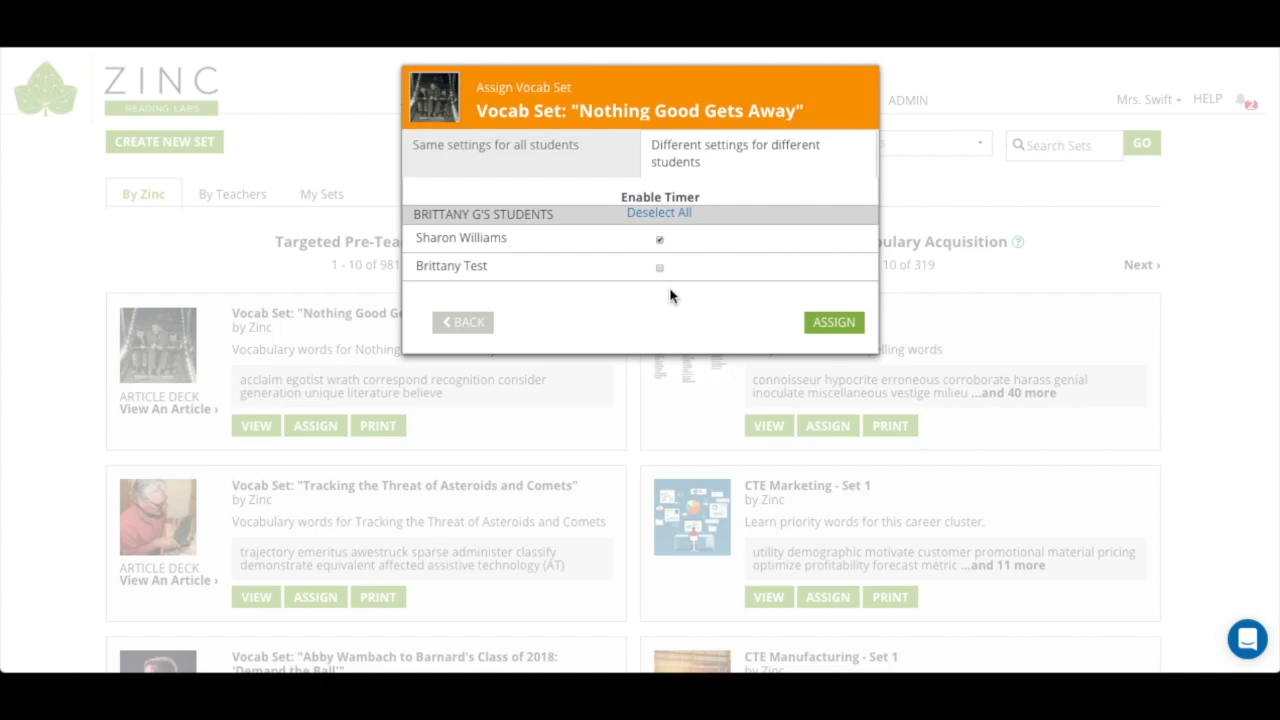 Assign Vocab Set
Vocab Set: "Nothing Good Gets Away"
Same settings for all students
Different settings for different
students
Enable Timer
BRITTANY G'S STUDENTS
Deselect All
Sharon Williams
Brittany Test
BACK
ASSIGN
ZINC
READING LABS
ADMIN
Mrs. Swift
HELP
2
CREATE NEW SET
Search Sets
GO
By Zinc
By Teachers
My Sets
Targeted
1 - 10 of 981
Acquisition
10 of 319
Next ›
Vocab Set: "Nothing Good
by Zinc
Vocabulary words for Nothing
acclaim egotist wrath correspond recognition consider
generation unique literature believe
ARTICLE DECK
View An Article ›
VIEW
ASSIGN
PRINT
words
connoisseur hypocrite erroneous corroborate harass genial
inoculate miscellaneous vestige milieu ...and 40 more
VIEW
ASSIGN
PRINT
Vocab Set: "Tracking the Threat of Asteroids and Comets"
by Zinc
Vocabulary words for Tracking the Threat of Asteroids and Comets
trajectory emeritus awestruck sparse administer classify
demonstrate equivalent affected assistive technology (AT)
ARTICLE DECK
View An Article ›
VIEW
ASSIGN
PRINT
CTE Marketing - Set 1
by Zinc
Learn priority words for this career cluster.
utility demographic motivate customer promotional material pricing
optimize profitability forecast metric ...and 11 more
VIEW
ASSIGN
PRINT
Vocab Set: "Abby Wambach to Barnard's Class of 2018:
'Demand the Ball'"
CTE Manufacturing - Set 1
by Zinc